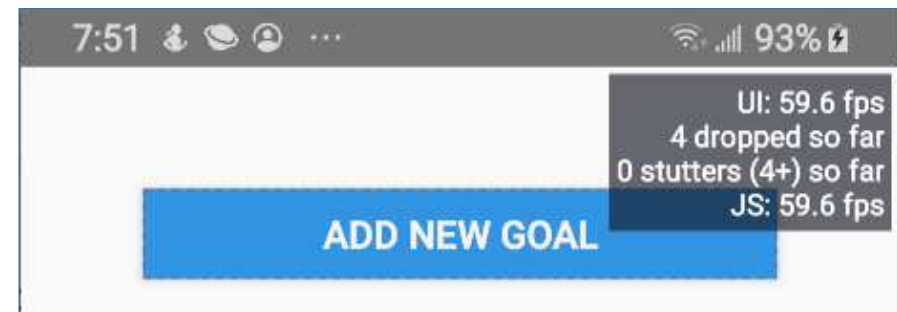 7:51 ... 93%
UI: 59.6 fps
4 dropped so far
0 stutters (4+) so far
JS: 59.6 fps
ADD NEW GOAL